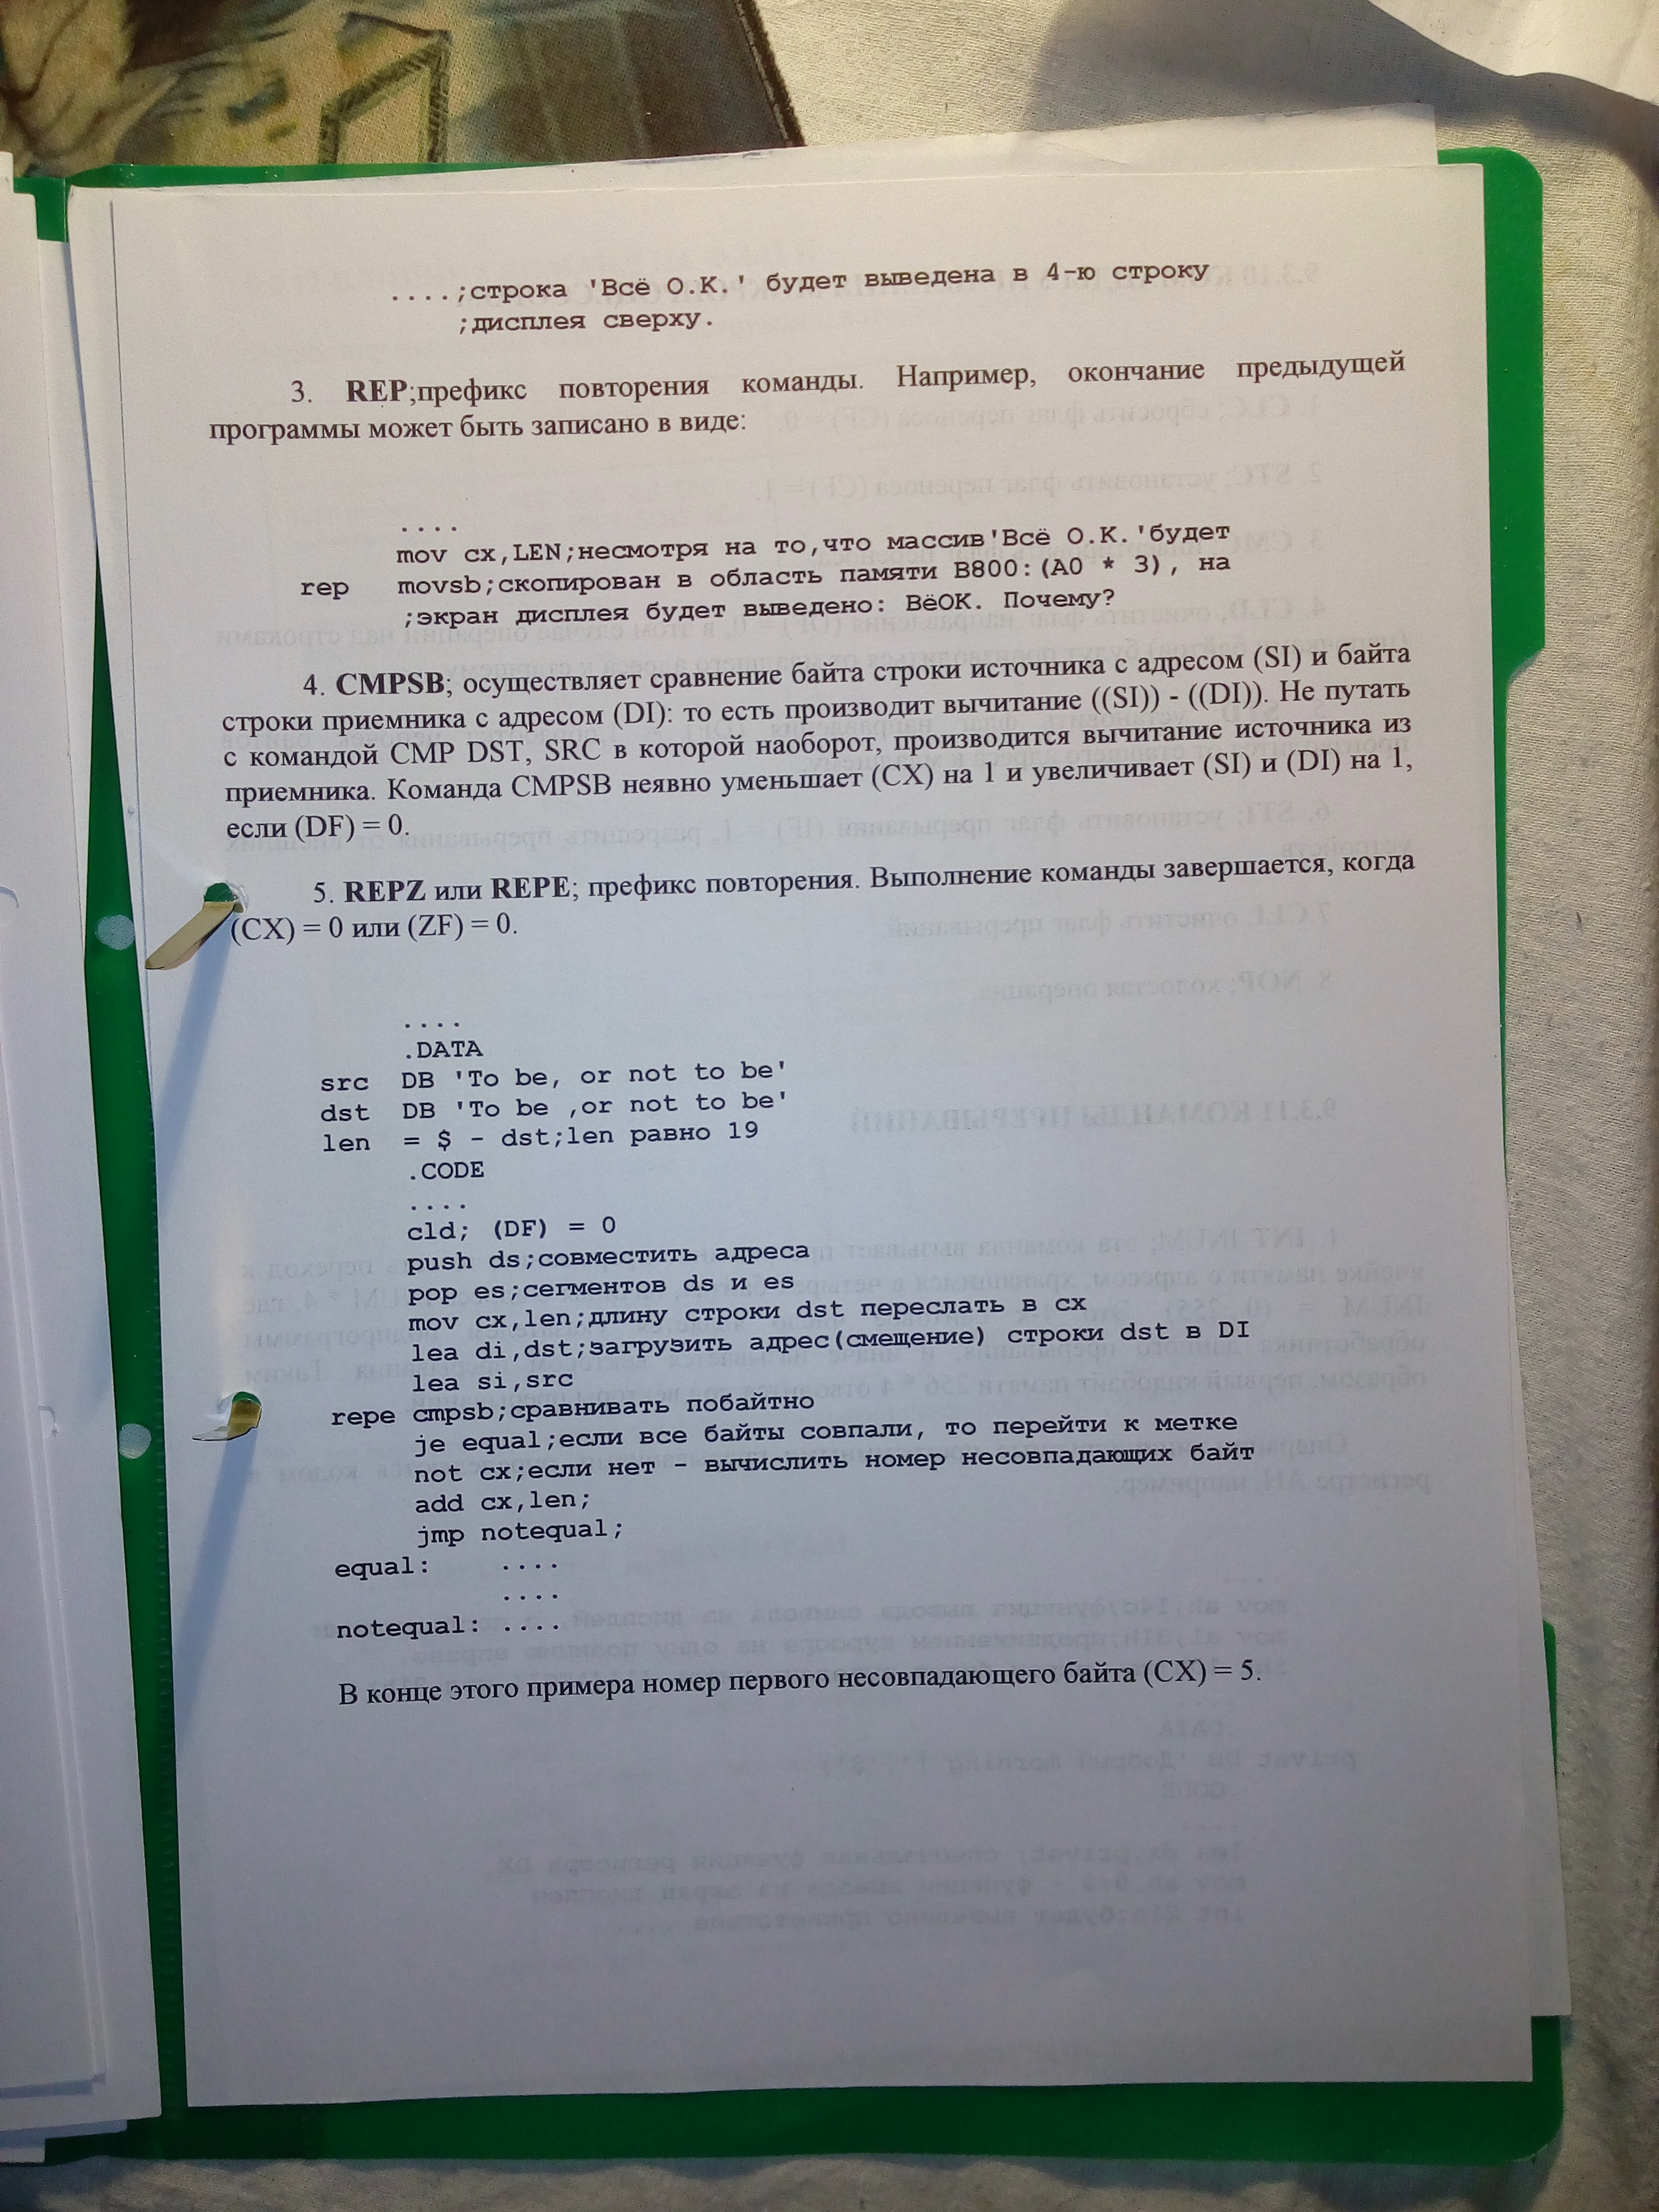 ....;строка 'Всё О.К.' будет выведена в 4-ю строку
;дисплея сверху.
3. REP;префикс повторения команды. Например, окончание предыдущей
программы может быть записано в виде:
....
mov cx,LEN;несмотря на то,что массив'Всё О.К.'будет
rep movsb;скопирован в область памяти B800:(A0 * 3), на
;экран дисплея будет выведено: ВёОК. Почему?
4. CMPSB; осуществляет сравнение байта строки источника с адресом (SI) и байта
строки приемника с адресом (DI): то есть производит вычитание ((SI)) - ((DI)). Не путать
с командой CMP DST, SRC в которой наоборот, производится вычитание источника из
приемника. Команда CMPSB неявно уменьшает (CX) на 1 и увеличивает (SI) и (DI) на 1,
если (DF) = 0.
5. REPZ или REPE; префикс повторения. Выполнение команды завершается, когда
(CX) = 0 или (ZF) = 0.
....
.DATA
src DB 'To be, or not to be'
dst DB 'To be ,or not to be'
len = $ - dst;len равно 19
.CODE
....
cld; (DF) = 0
push ds;совместить адреса
pop es;сегментов ds и es
mov cx,len;длину строки dst переслать в cx
lea di,dst;загрузить адрес(смещение) строки dst в DI
lea si,src
repe cmpsb;сравнивать побайтно
je equal;если все байты совпали, то перейти к метке
not cx;если нет - вычислить номер несовпадающих байт
add cx,len;
jmp notequal;
equal: ....
....
notequal: ....
В конце этого примера номер первого несовпадающего байта (CX) = 5.